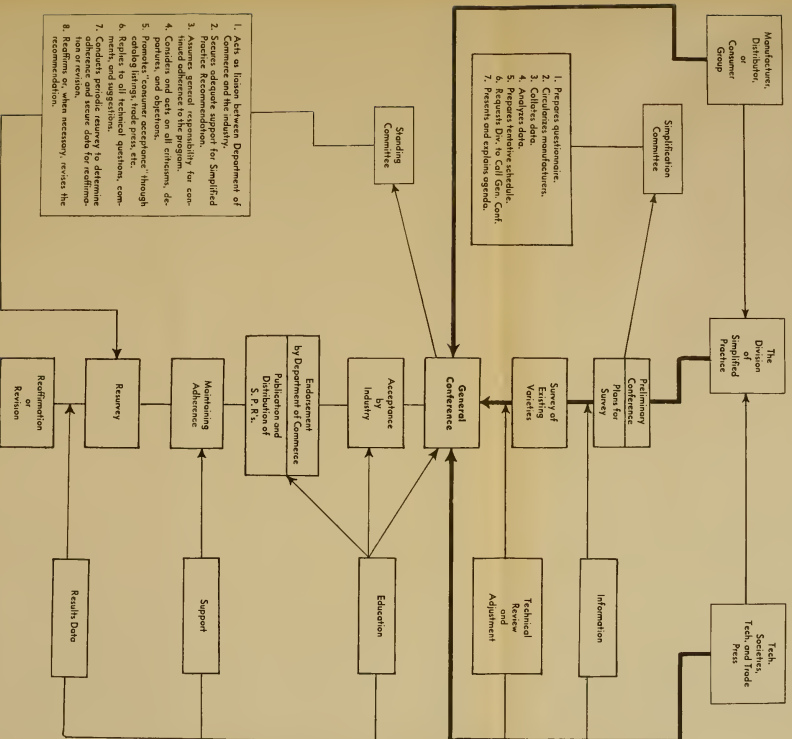 Manufacturer,
Distributor,
or
Consumer
Group
The
Division
of
Simplified
Practice
Tech.
Societies,
Tech. and Trade
Press
Simplification
Committee
Preliminary
Conference
Plans for
Survey
Information
1. Prepares questionnaire.
2. Circularizes manufacturers.
3. Collates data.
4. Analyzes data.
5. Prepares tentative schedule.
6. Requests Div. to Call Gen. Conf.
7. Presents and explains agenda.
Survey of
Existing
Varieties
Technical
Review
and
Adjustment
General
Conference
Standing
Committee
Acceptance
by
Industry
Education
Endorsement
by Department of Commerce
Publication and
Distribution of
S. P. R's.
1. Acts as liaison between Department of
Commerce and the industry.
2. Secures adequate support for Simplified
Practice Recommendation.
3. Assumes general responsibility for con-
tinued adherence to the program.
4. Considers and acts on all criticisms, de-
partures, and objections.
5. Promotes "consumer acceptance" through
catalog listings, trade press, etc.
6. Replies to all technical questions, com-
ments, and suggestions.
7. Conducts periodic resurvey to determine
adherence and secure data for reaffirma-
tion or revision.
8. Reaffirms or, when necessary, revises the
recommendation.
Maintaining
Adherence
Support
Resurvey
Results Data
Reaffirmation
or
Revision